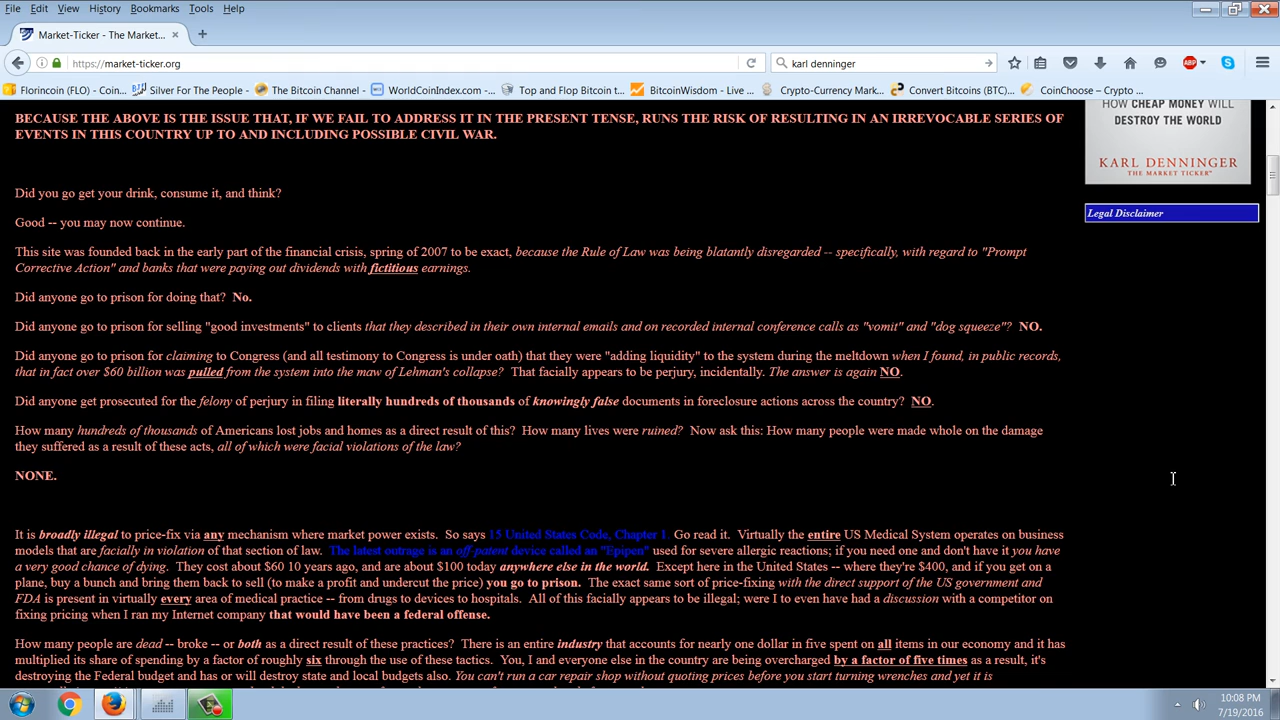 File Edit View History Bookmarks Tools Help
Market-Ticker - The Market...
https://market-ticker.org
karl denninger
Florincoin (FLO) - Coin... Silver For The People - The Bitcoin Channel - WorldCoinIndex.com - Top and Flop Bitcoin t... BitcoinWisdom - Live ... Crypto-Currency Mark... Convert Bitcoins (BTC)... CoinChoose – Crypto ...
BECAUSE THE ABOVE IS THE ISSUE THAT, IF WE FAIL TO ADDRESS IT IN THE PRESENT TENSE, RUNS THE RISK OF RESULTING IN AN IRREVOCABLE SERIES OF
EVENTS IN THIS COUNTRY UP TO AND INCLUDING POSSIBLE CIVIL WAR.
Did you go get your drink, consume it, and think?
Good -- you may now continue.
This site was founded back in the early part of the financial crisis, spring of 2007 to be exact, because the Rule of Law was being blatantly disregarded -- specifically, with regard to "Prompt
Corrective Action" and banks that were paying out dividends with fictitious earnings.
Did anyone go to prison for doing that? No.
Did anyone go to prison for selling "good investments" to clients that they described in their own internal emails and on recorded internal conference calls as "vomit" and "dog squeeze"? NO.
Did anyone go to prison for claiming to Congress (and all testimony to Congress is under oath) that they were "adding liquidity" to the system during the meltdown when I found, in public records,
that in fact over $60 billion was pulled from the system into the maw of Lehman's collapse? That facially appears to be perjury, incidentally. The answer is again NO.
Did anyone get prosecuted for the felony of perjury in filing literally hundreds of thousands of knowingly false documents in foreclosure actions across the country? NO.
How many hundreds of thousands of Americans lost jobs and homes as a direct result of this? How many lives were ruined? Now ask this: How many people were made whole on the damage
they suffered as a result of these acts, all of which were facial violations of the law?
NONE.
It is broadly illegal to price-fix via any mechanism where market power exists. So says 15 United States Code, Chapter 1. Go read it. Virtually the entire US Medical System operates on business
models that are facially in violation of that section of law. The latest outrage is an off-patent device called an "Epipen" used for severe allergic reactions; if you need one and don't have it you have
a very good chance of dying. They cost about $60 10 years ago, and are about $100 today anywhere else in the world. Except here in the United States -- where they're $400, and if you get on a
plane, buy a bunch and bring them back to sell (to make a profit and undercut the price) you go to prison. The exact same sort of price-fixing with the direct support of the US government and
FDA is present in virtually every area of medical practice -- from drugs to devices to hospitals. All of this facially appears to be illegal; were I to even have had a discussion with a competitor on
fixing pricing when I ran my Internet company that would have been a federal offense.
How many people are dead -- broke -- or both as a direct result of these practices? There is an entire industry that accounts for nearly one dollar in five spent on all items in our economy and it has
multiplied its share of spending by a factor of roughly six through the use of these tactics. You, I and everyone else in the country are being overcharged by a factor of five times as a result, it's
destroying the Federal budget and has or will destroy state and local budgets also. You can't run a car repair shop without quoting prices before you start turning wrenches and yet it is
HOW CHEAP MONEY WILL
DESTROY THE WORLD
KARL DENNINGER
THE MARKET TICKER™
Legal Disclaimer
10:08 PM
7/19/2016